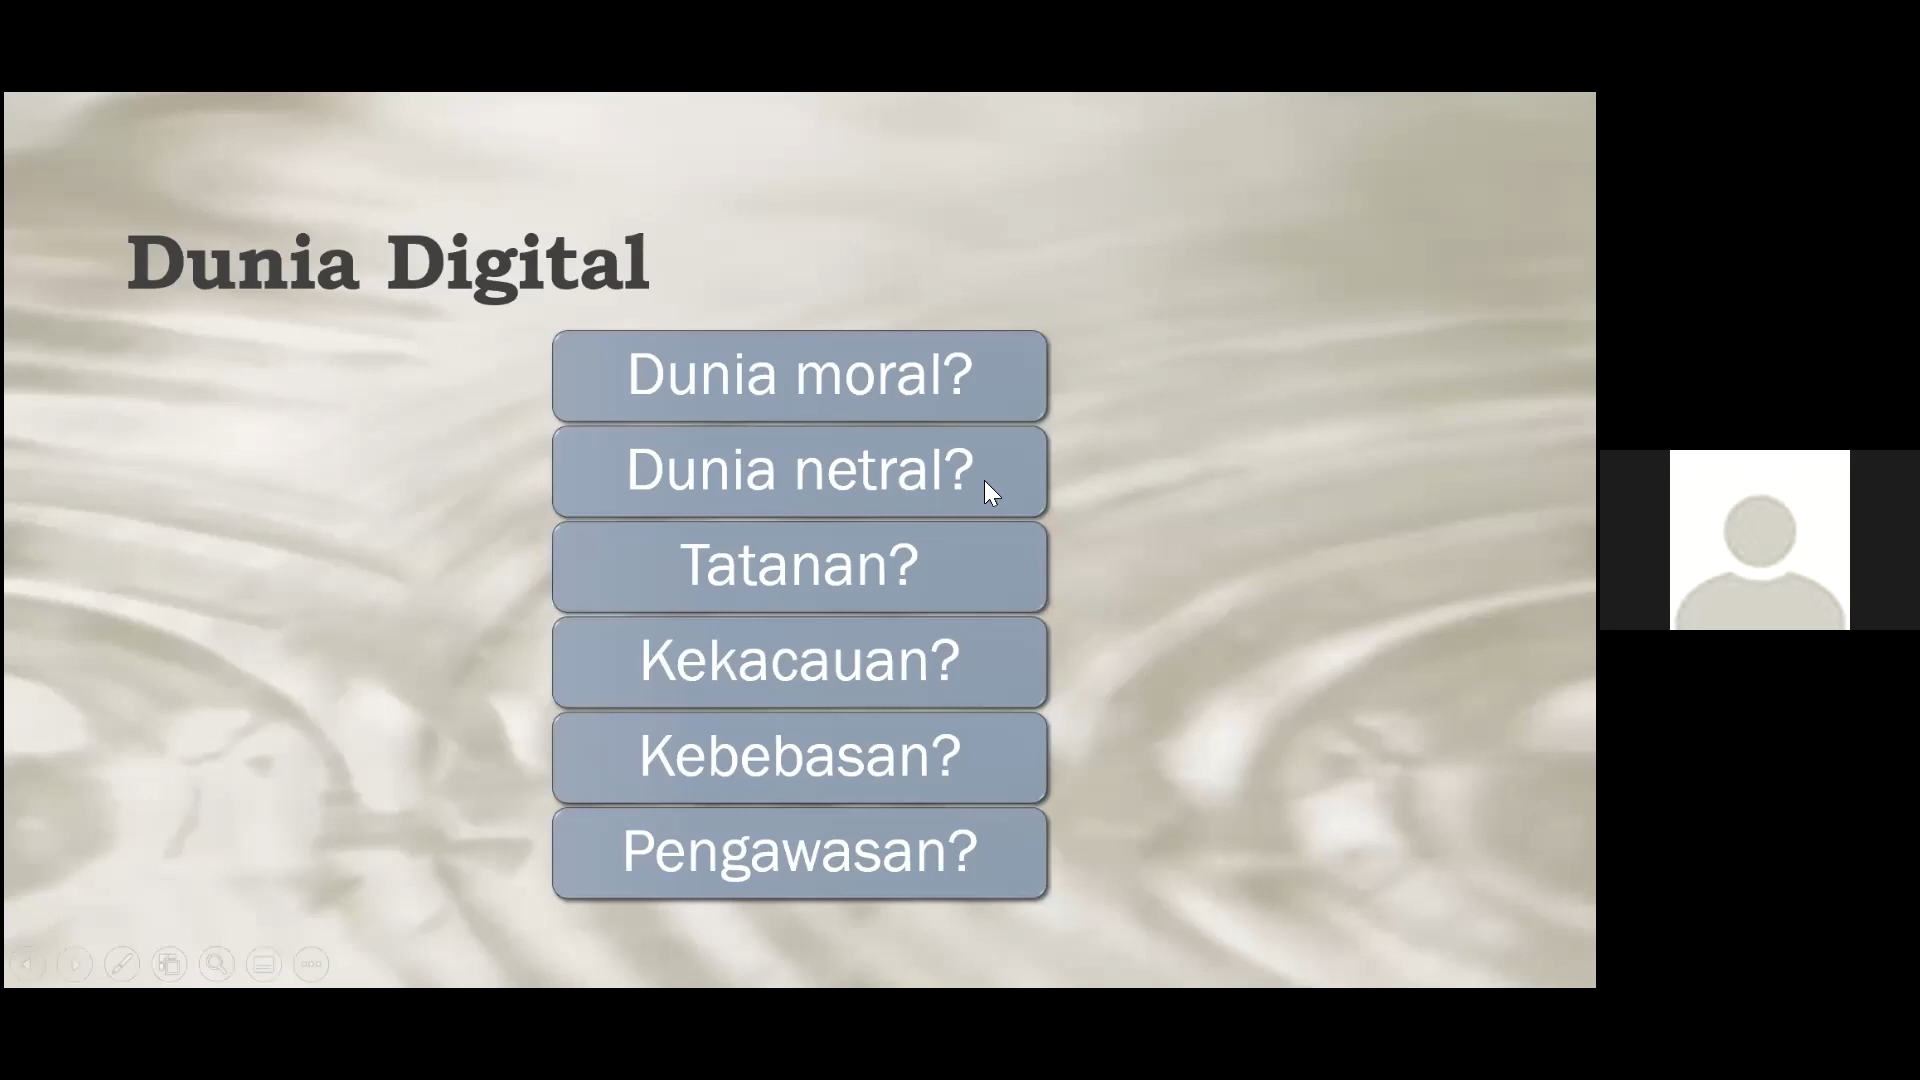 Dunia Digital
Dunia moral?
Dunia netral?
Tatanan?
Kekacauan?
Kebebasan?
Pengawasan?